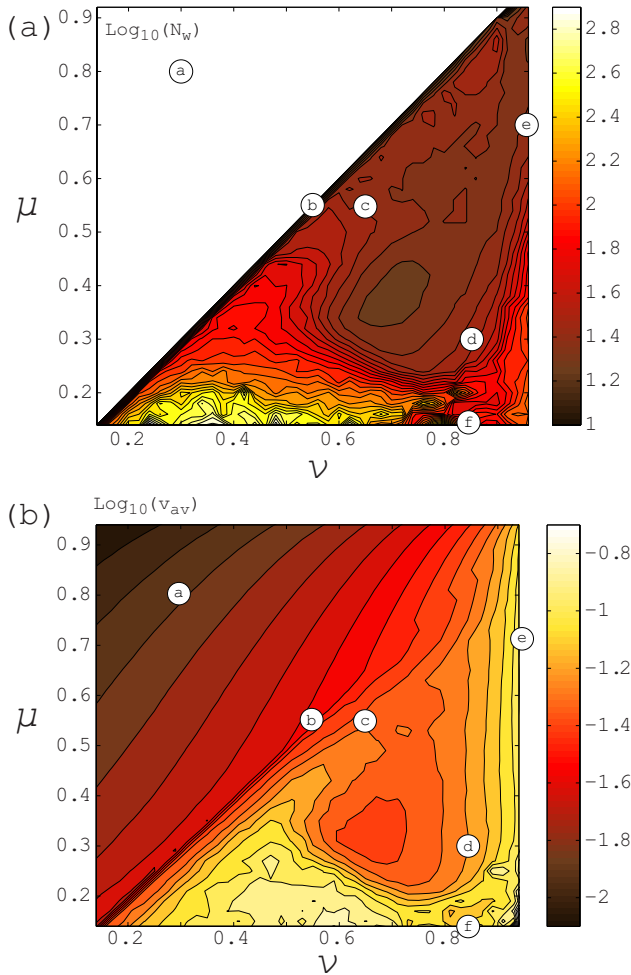 (a)
Log10(Nw)
0.9
0.8
0.7
0.6
0.5
0.4
0.3
0.2
μ
0.2 0.4 0.6 0.8
ν
a
b
c
d
e
f
2.8
2.6
2.4
2.2
2
1.8
1.6
1.4
1.2
1
(b)
Log10(vav)
0.9
0.8
0.7
0.6
0.5
0.4
0.3
0.2
μ
0.2 0.4 0.6 0.8
ν
a
b
c
d
e
f
−0.8
−1
−1.2
−1.4
−1.6
−1.8
−2